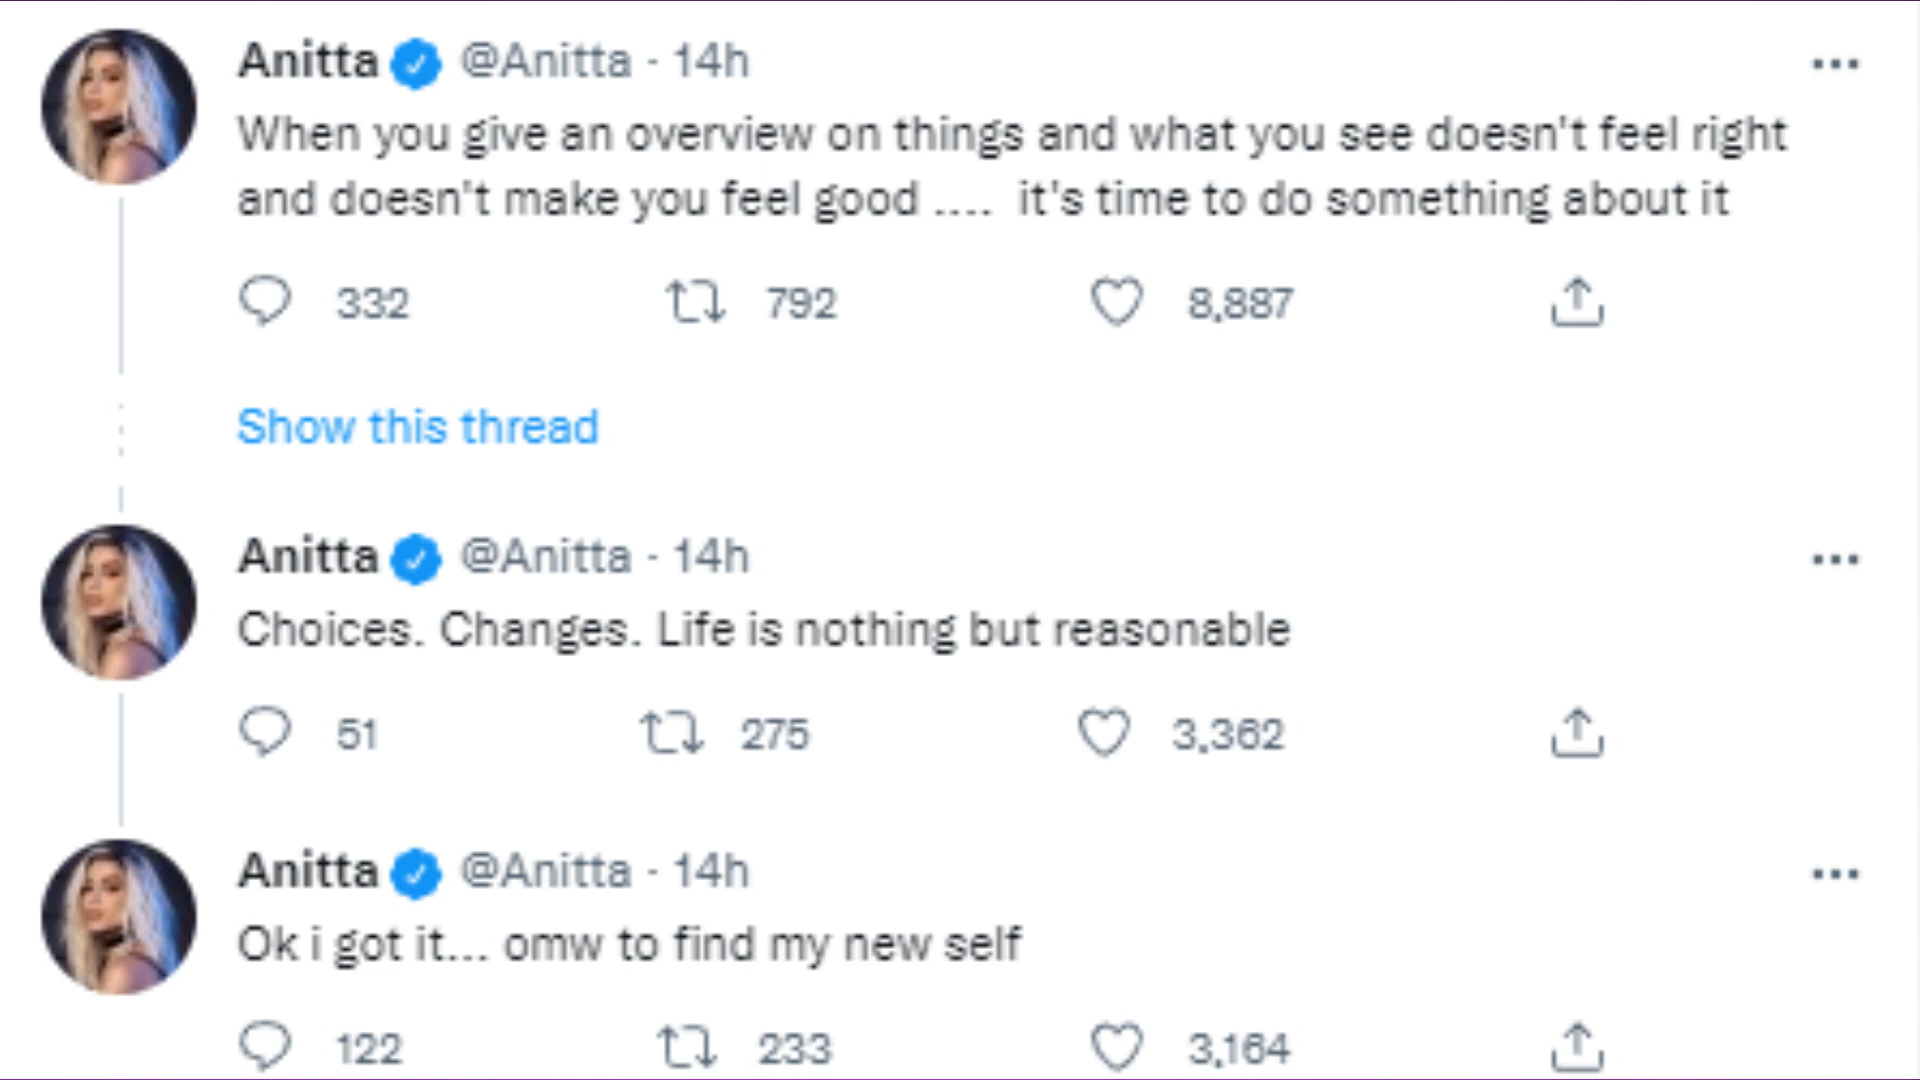 Anitta @Anitta · 14h
When you give an overview on things and what you see doesn't feel right
and doesn't make you feel good .... it's time to do something about it
332 792 8,887
Show this thread
Anitta @Anitta · 14h
Choices. Changes. Life is nothing but reasonable
51 275 3,362
Anitta @Anitta · 14h
Ok i got it... omw to find my new self
122 233 3,164